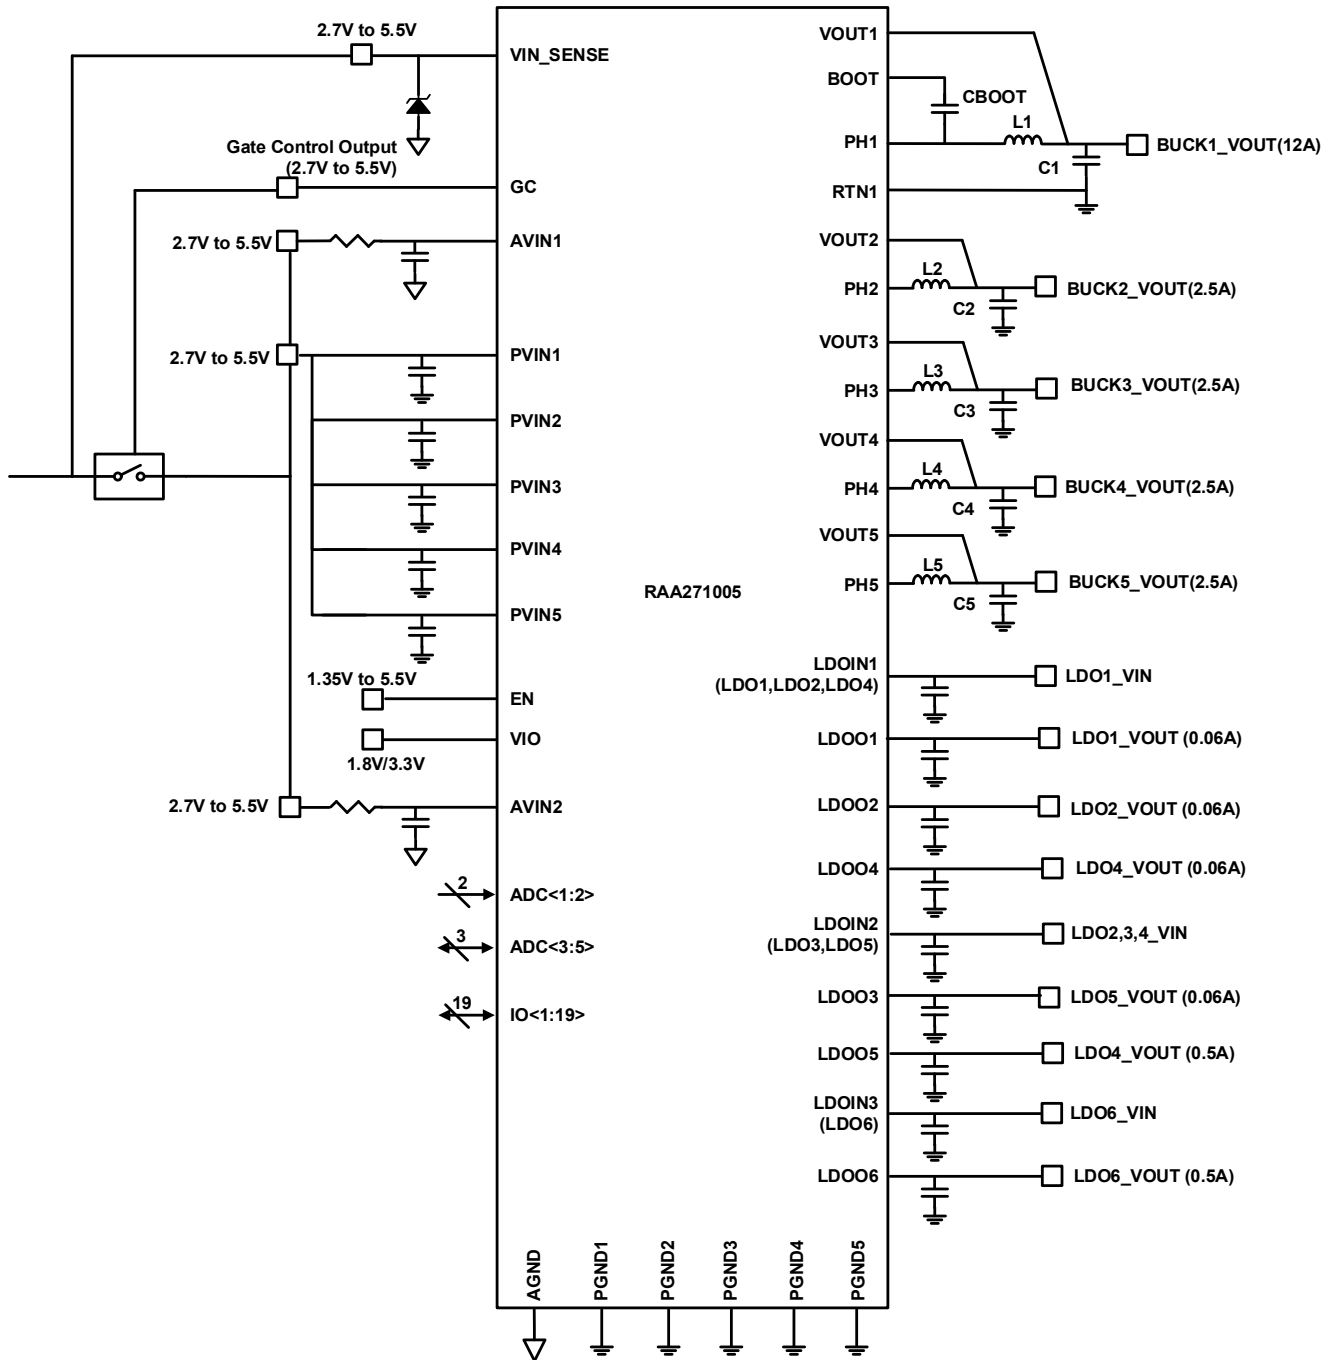 2.7V to 5.5V
VIN_SENSE
Gate Control Output
(2.7V to 5.5V)
GC
2.7V to 5.5V
AVIN1
2.7V to 5.5V
PVIN1
PVIN2
PVIN3
PVIN4
PVIN5
1.35V to 5.5V
EN
VIO
1.8V/3.3V
2.7V to 5.5V
AVIN2
2
ADC<1:2>
3
ADC<3:5>
19
IO<1:19>
RAA271005
VOUT1
BOOT
CBOOT
L1
PH1
BUCK1_VOUT(12A)
C1
RTN1
VOUT2
L2
PH2
BUCK2_VOUT(2.5A)
C2
VOUT3
L3
PH3
BUCK3_VOUT(2.5A)
C3
VOUT4
L4
PH4
BUCK4_VOUT(2.5A)
C4
VOUT5
L5
PH5
BUCK5_VOUT(2.5A)
C5
LDOIN1
(LDO1,LDO2,LDO4)
LDO1_VIN
LDOO1
LDO1_VOUT (0.06A)
LDOO2
LDO2_VOUT (0.06A)
LDOO4
LDO4_VOUT (0.06A)
LDOIN2
(LDO3,LDO5)
LDO2,3,4_VIN
LDOO3
LDO5_VOUT (0.06A)
LDOO5
LDO4_VOUT (0.5A)
LDOIN3
(LDO6)
LDO6_VIN
LDOO6
LDO6_VOUT (0.5A)
AGND
PGND1
PGND2
PGND3
PGND4
PGND5